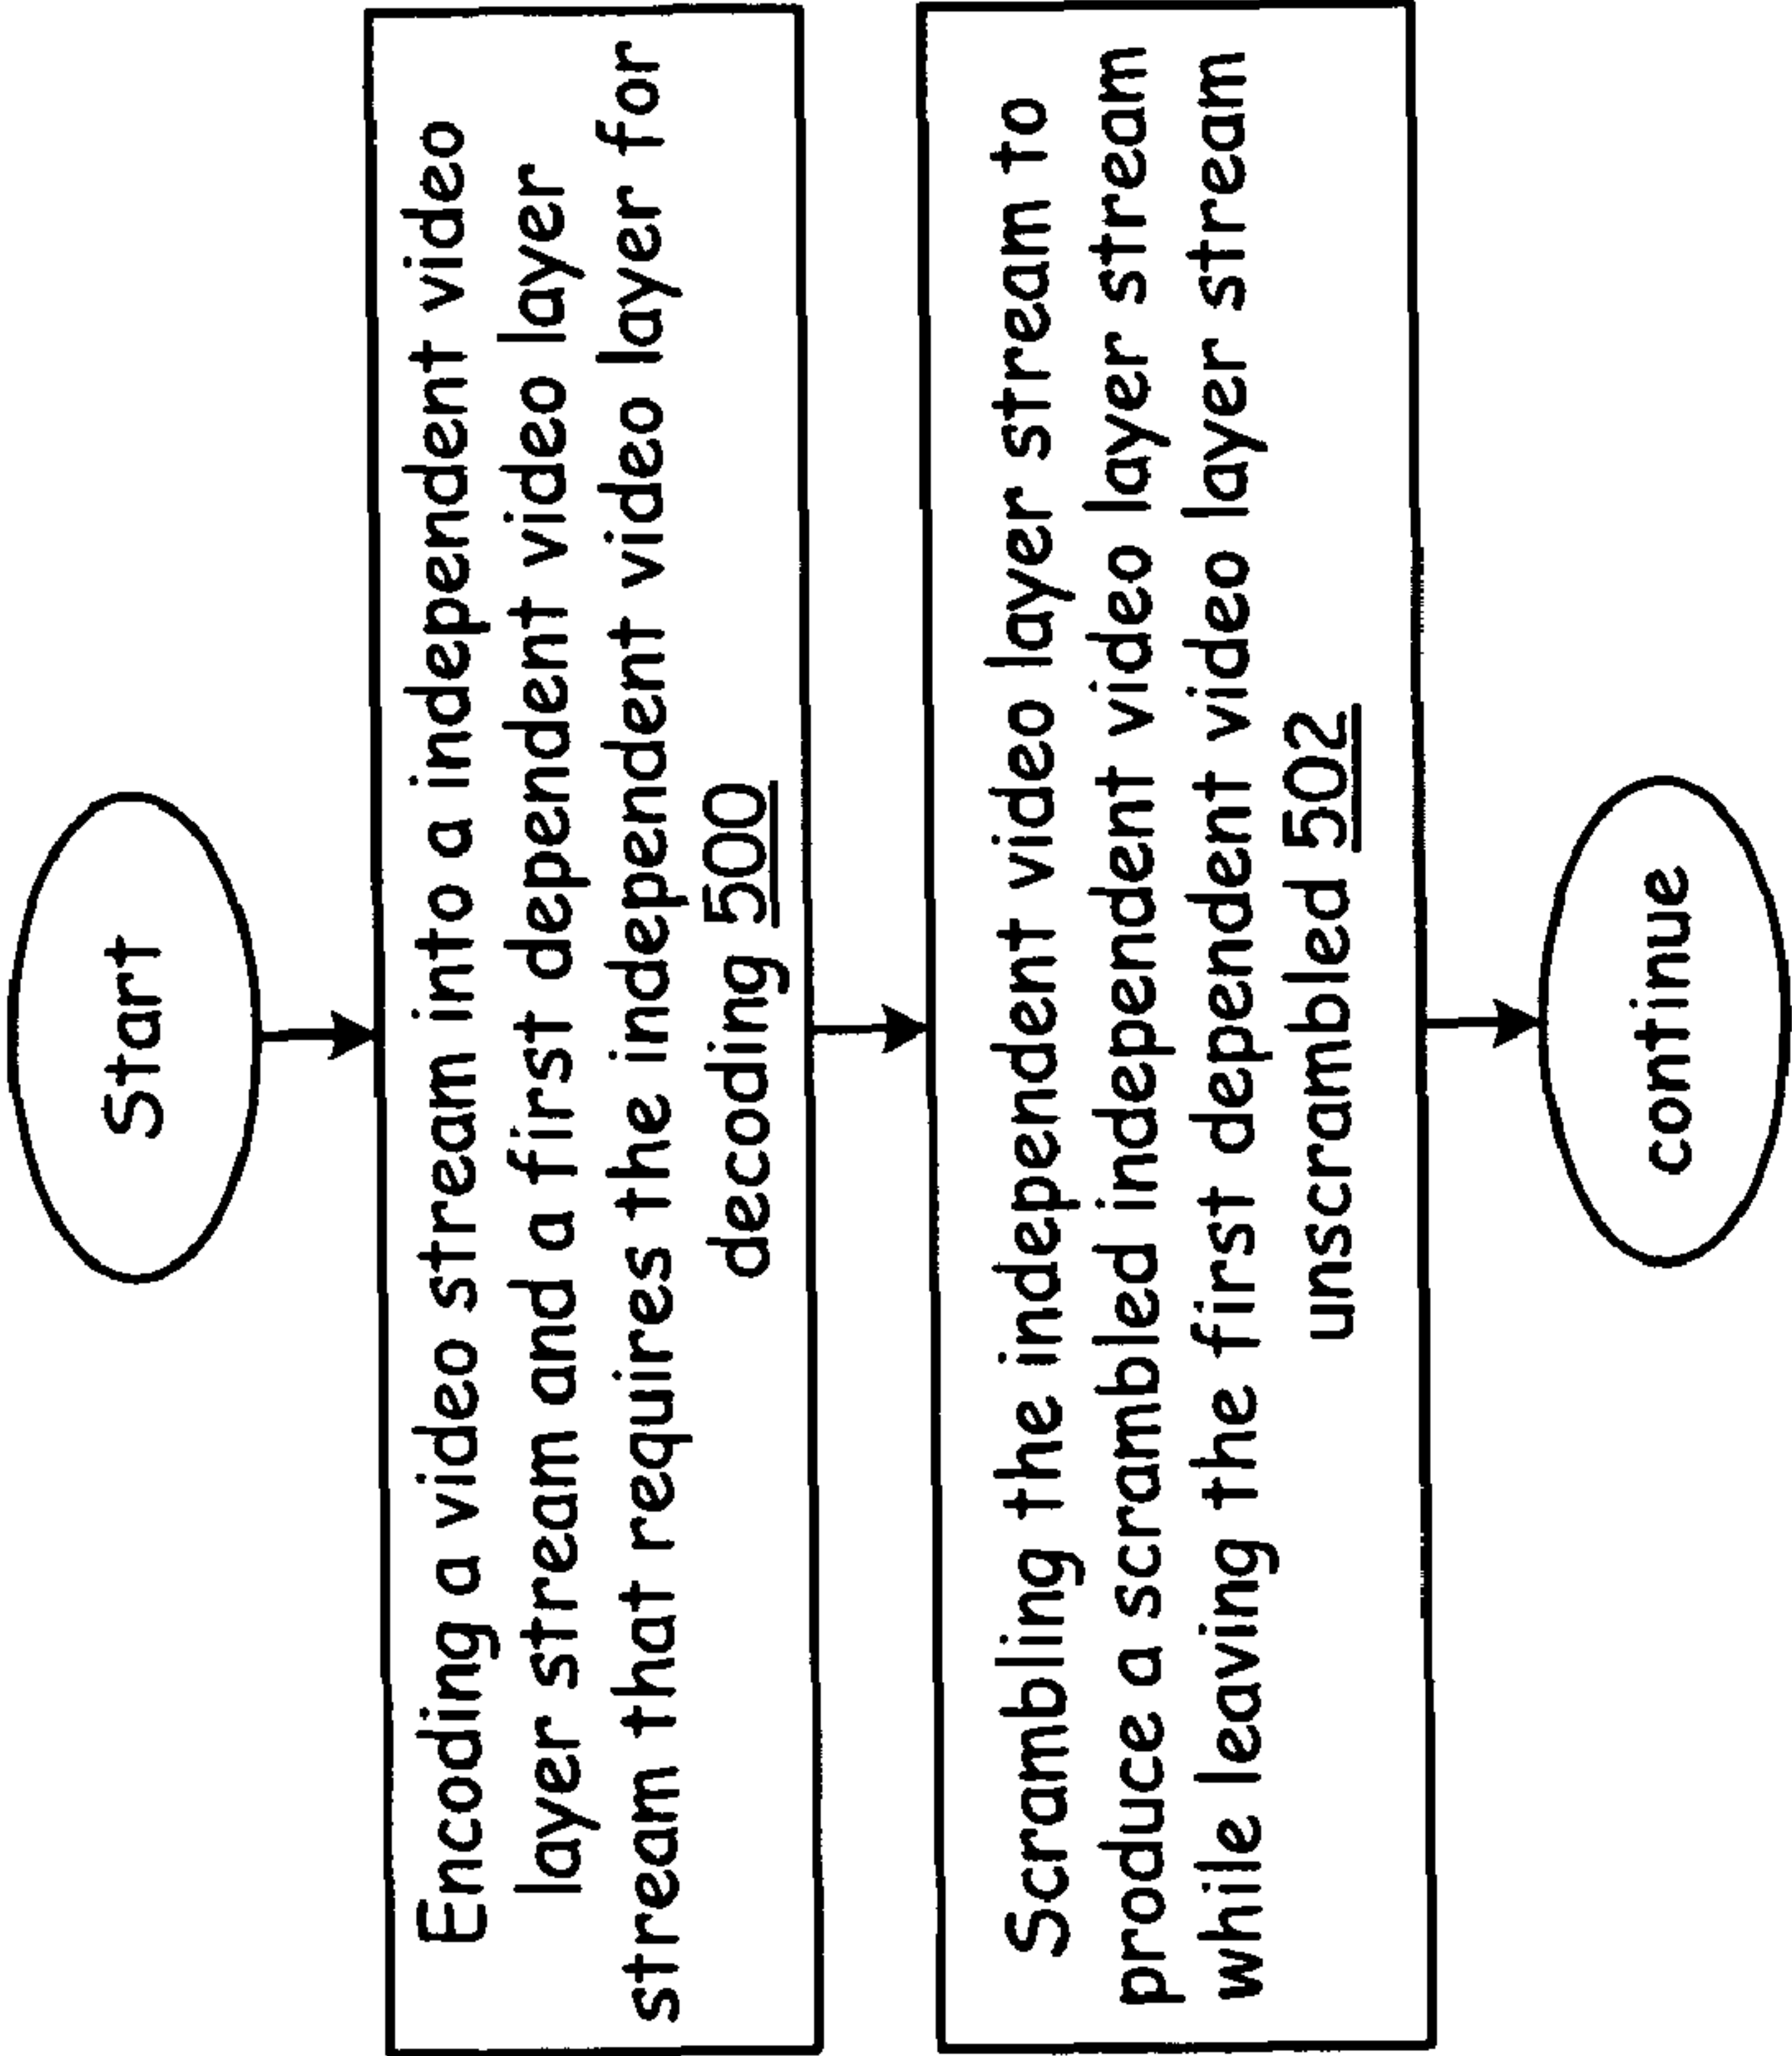 Start
Encoding a video stream into a independent video
layer stream and a first dependent video layer
stream that requires the independent video layer for
decoding 500
Scrambling the independent video layer stream to
produce a scrambled independent video layer stream
while leaving the first dependent video layer stream
unscrambled 502
continue